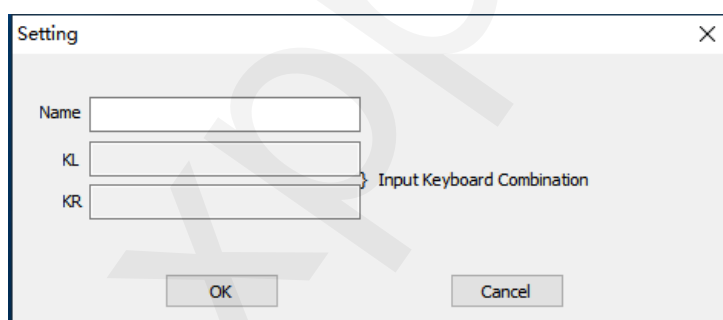 Setting
Name
KL
} Input Keyboard Combination
KR
OK Cancel